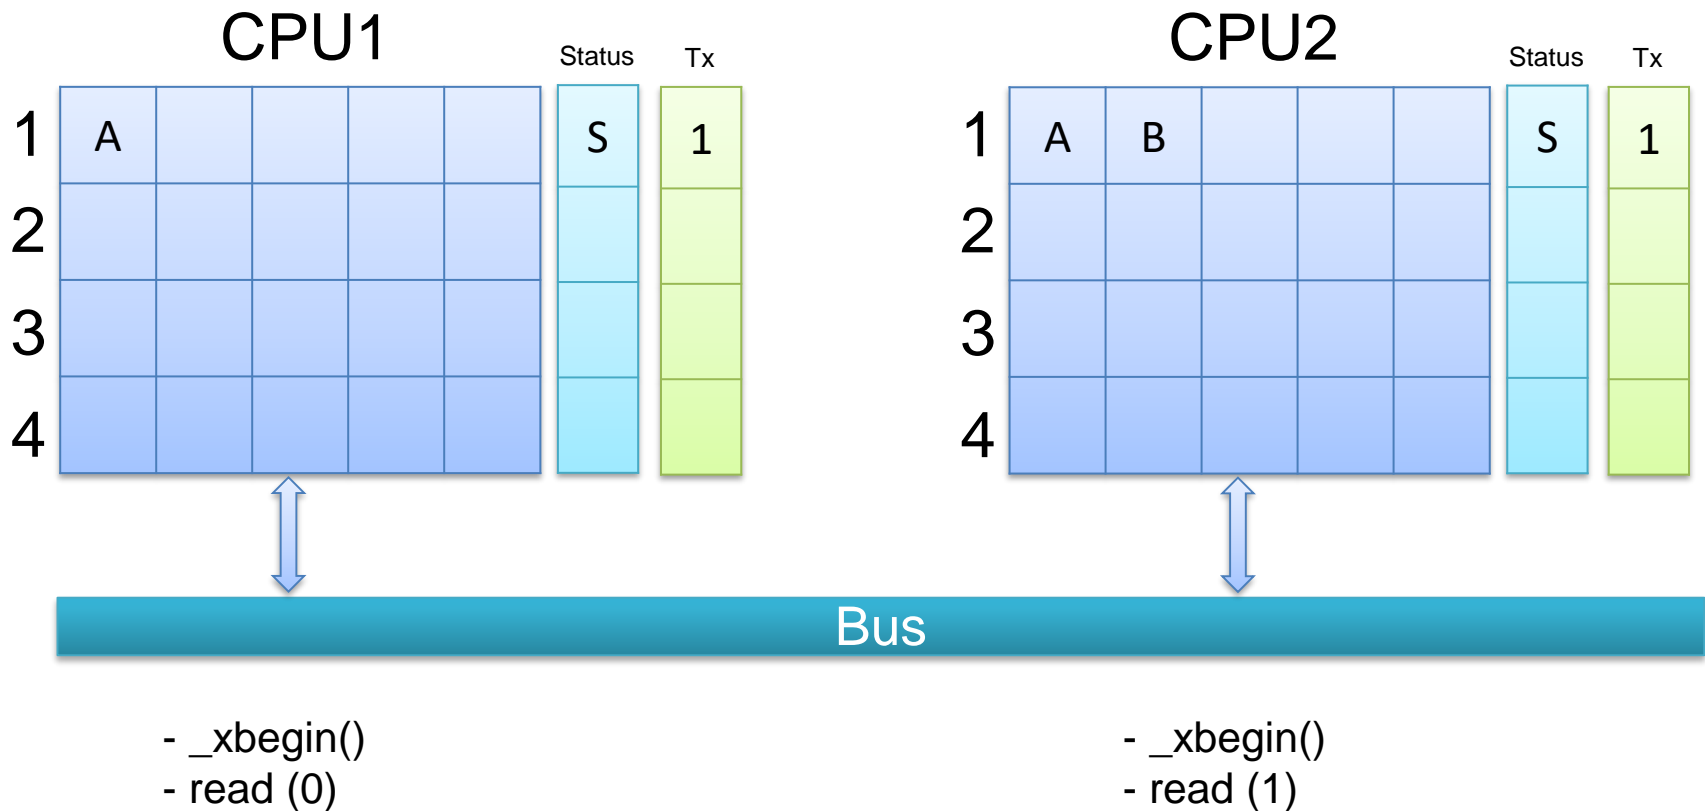 CPU1 Status Tx
1 A S 1
2
3
4
CPU2 Status Tx
1 A B S 1
2
3
4
Bus
- _xbegin()
- read (0)
- _xbegin()
- read (1)